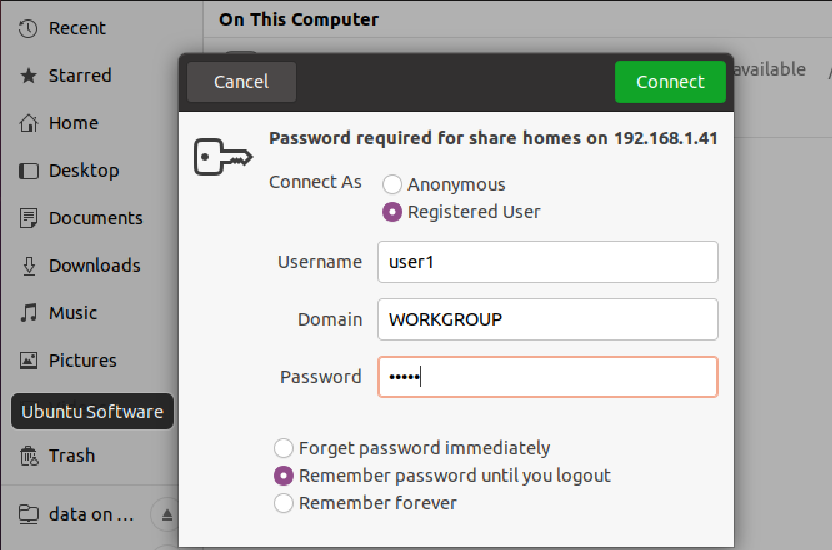 Recent
Starred
Home
Desktop
Documents
Downloads
Music
Pictures
Ubuntu Software
Trash
data on ...
On This Computer
available /
Cancel
Connect
Password required for share homes on 192.168.1.41
Connect As
Anonymous
Registered User
Username user1
Domain WORKGROUP
Password •••••
Forget password immediately
Remember password until you logout
Remember forever